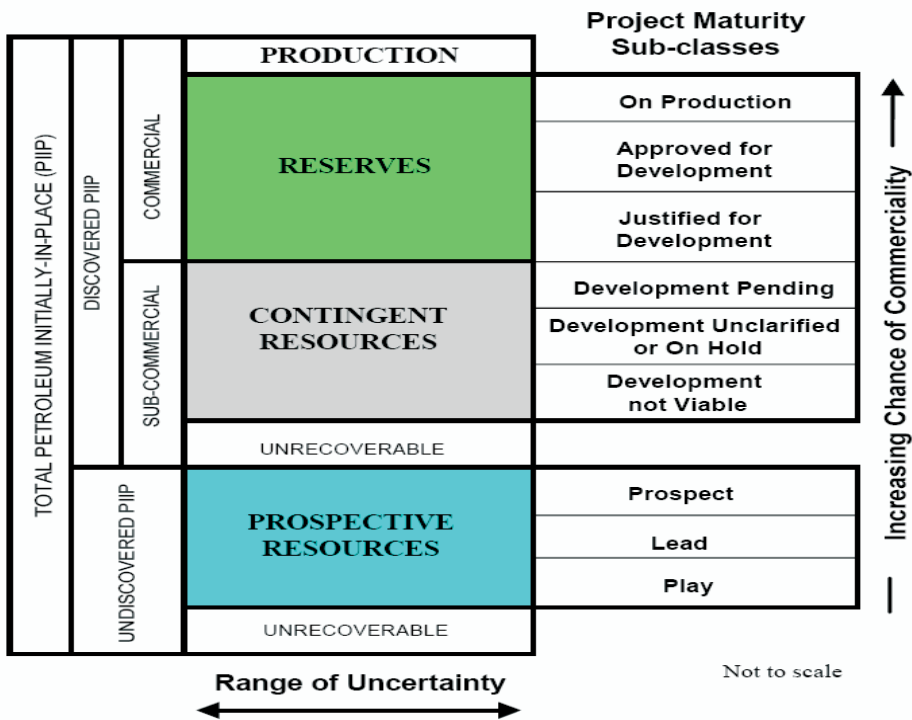 Project Maturity
Sub-classes
PRODUCTION
On Production
RESERVES
Approved for
Development
Justified for
Development
CONTINGENT
RESOURCES
Development Pending
Development Unclarified
or On Hold
Development
not Viable
UNRECOVERABLE
PROSPECTIVE
RESOURCES
Prospect
Lead
Play
UNRECOVERABLE
TOTAL PETROLEUM INITIALLY-IN-PLACE (PIIP)
DISCOVERED PIIP
UNDISCOVERED PIIP
COMMERCIAL
SUB-COMMERCIAL
Increasing Chance of Commerciality
Not to scale
Range of Uncertainty